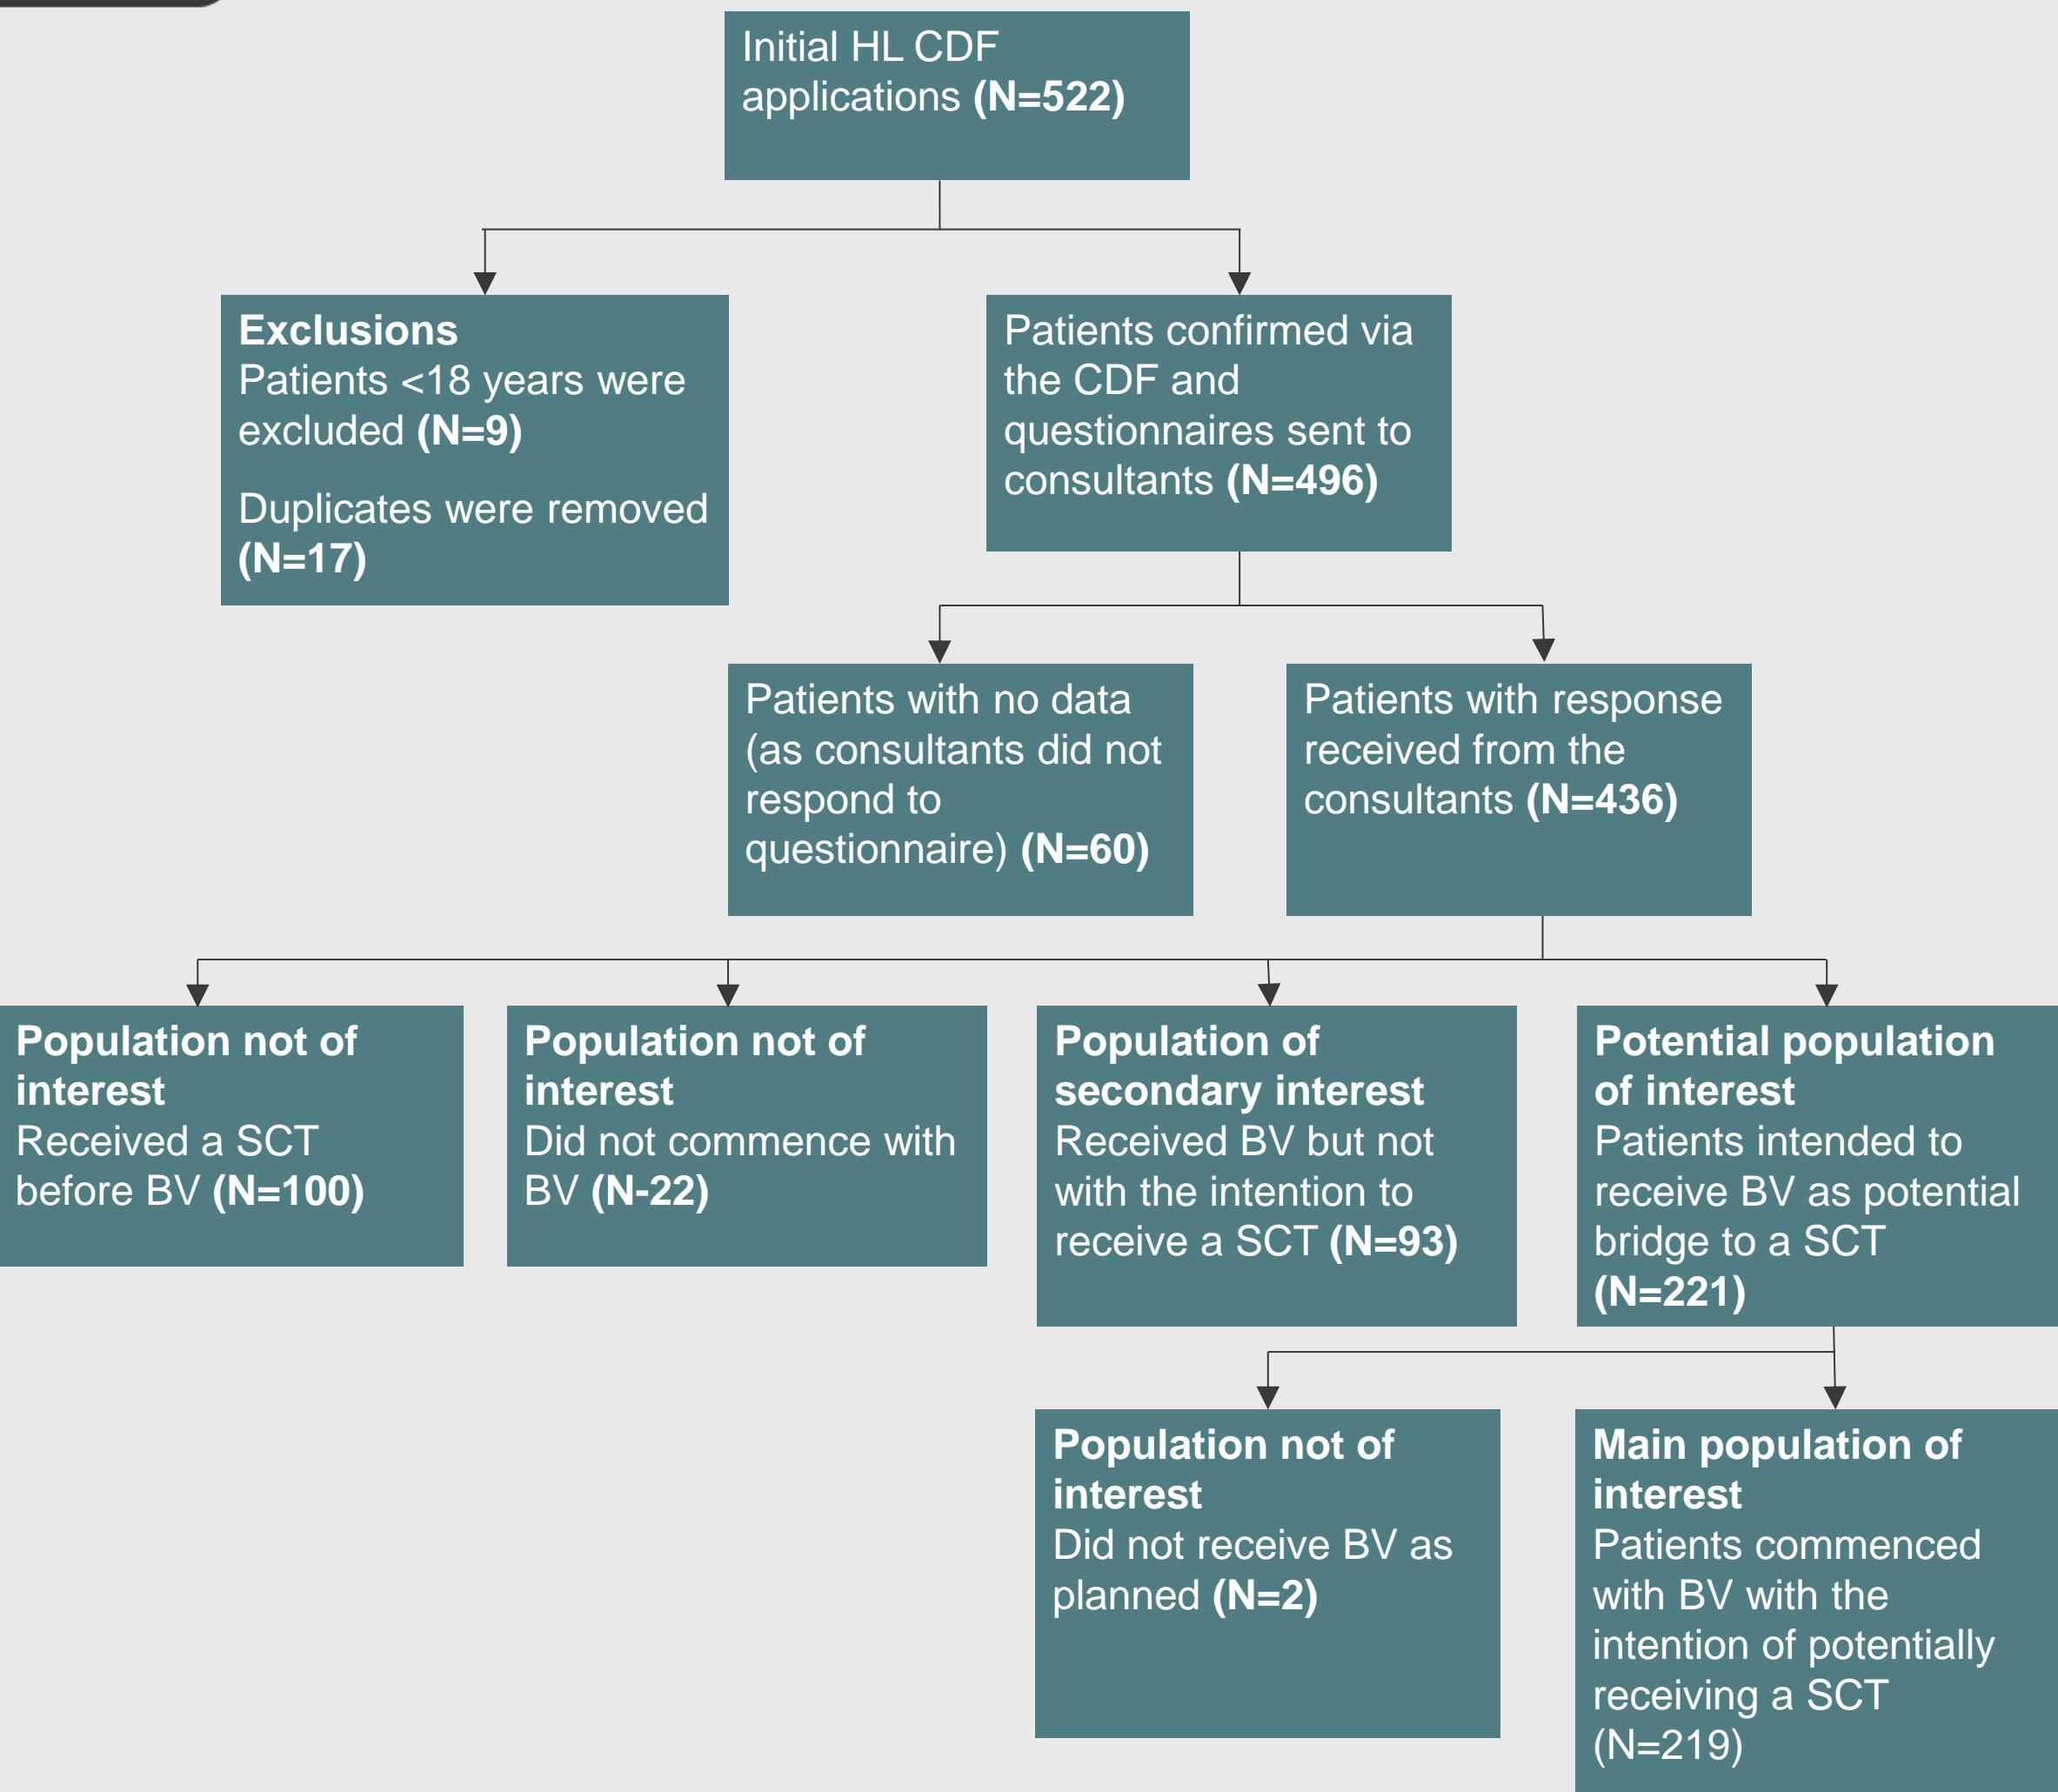 Initial HL CDF
applications (N=522)
Exclusions
Patients <18 years were
excluded (N=9)
Duplicates were removed
(N=17)
Patients confirmed via
the CDF and
questionnaires sent to
consultants (N=496)
Patients with no data
(as consultants did not
respond to
questionnaire) (N=60)
Patients with response
received from the
consultants (N=436)
Population not of
interest
Received a SCT
before BV (N=100)
Population not of
interest
Did not commence with
BV (N-22)
Population of
secondary interest
Received BV but not
with the intention to
receive a SCT (N=93)
Potential population
of interest
Patients intended to
receive BV as potential
bridge to a SCT
(N=221)
Population not of
interest
Did not receive BV as
planned (N=2)
Main population of
interest
Patients commenced
with BV with the
intention of potentially
receiving a SCT
(N=219)